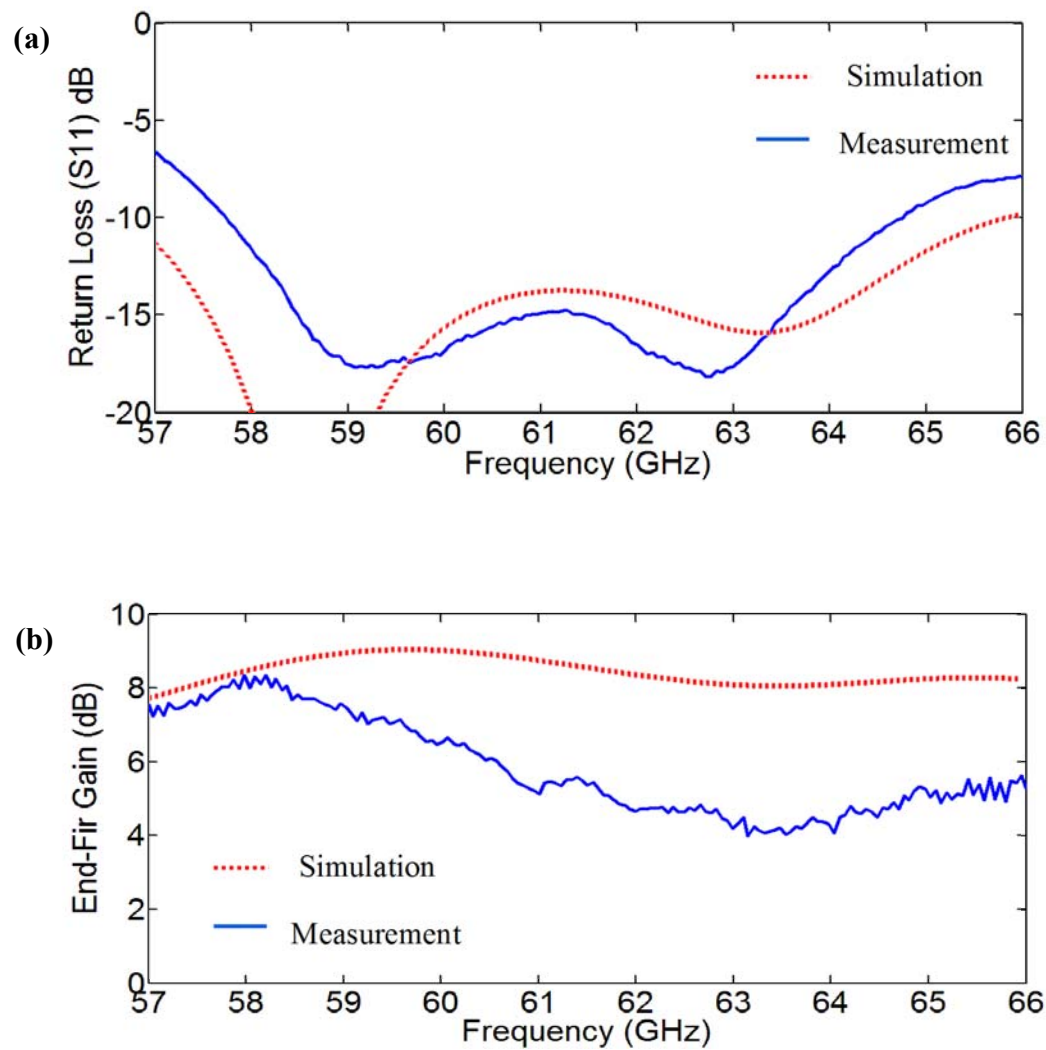 (a)
Return Loss (S11) dB
0
-5
-10
-15
-20
Simulation
Measurement
57 58 59 60 61 62 63 64 65 66
Frequency (GHz)
(b)
End-Fir Gain (dB)
10
8
6
4
2
0
Simulation
Measurement
57 58 59 60 61 62 63 64 65 66
Frequency (GHz)